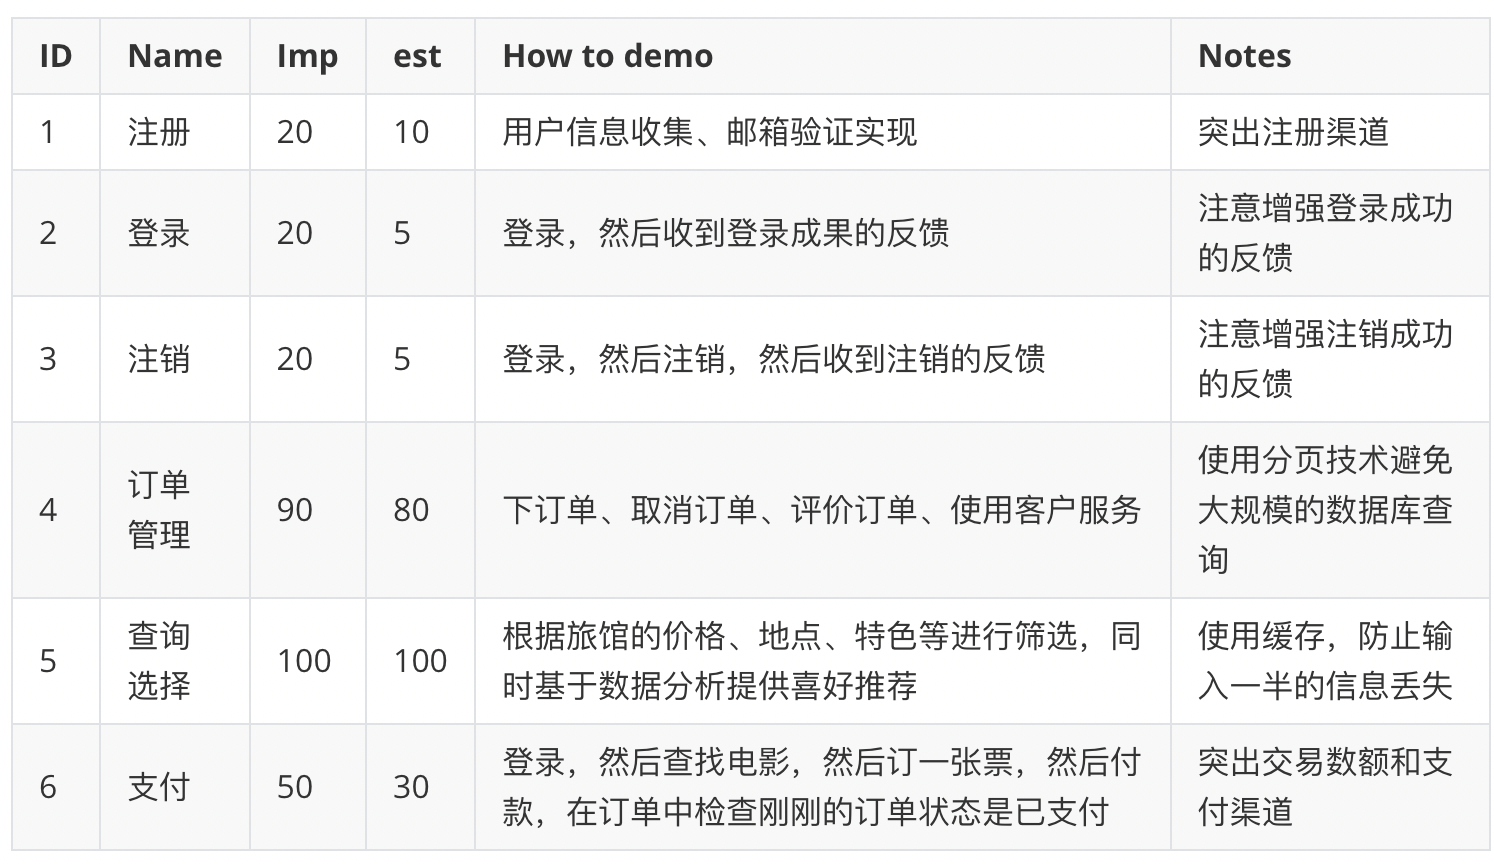 ID Name Imp est How to demo Notes
1 注册 20 10 用户信息收集、邮箱验证实现 突出注册渠道
2 登录 20 5 登录，然后收到登录成果的反馈 注意增强登录成功
的反馈
3 注销 20 5 登录，然后注销，然后收到注销的反馈 注意增强注销成功
的反馈
4 订单
管理 90 80 下订单、取消订单、评价订单、使用客户服务 使用分页技术避免
大规模的数据库查
询
5 查询
选择 100 100 根据旅馆的价格、地点、特色等进行筛选，同
时基于数据分析提供喜好推荐 使用缓存，防止输
入一半的信息丢失
6 支付 50 30 登录，然后查找电影，然后订一张票，然后付
款，在订单中检查刚刚的订单状态是已支付 突出交易数额和支
付渠道